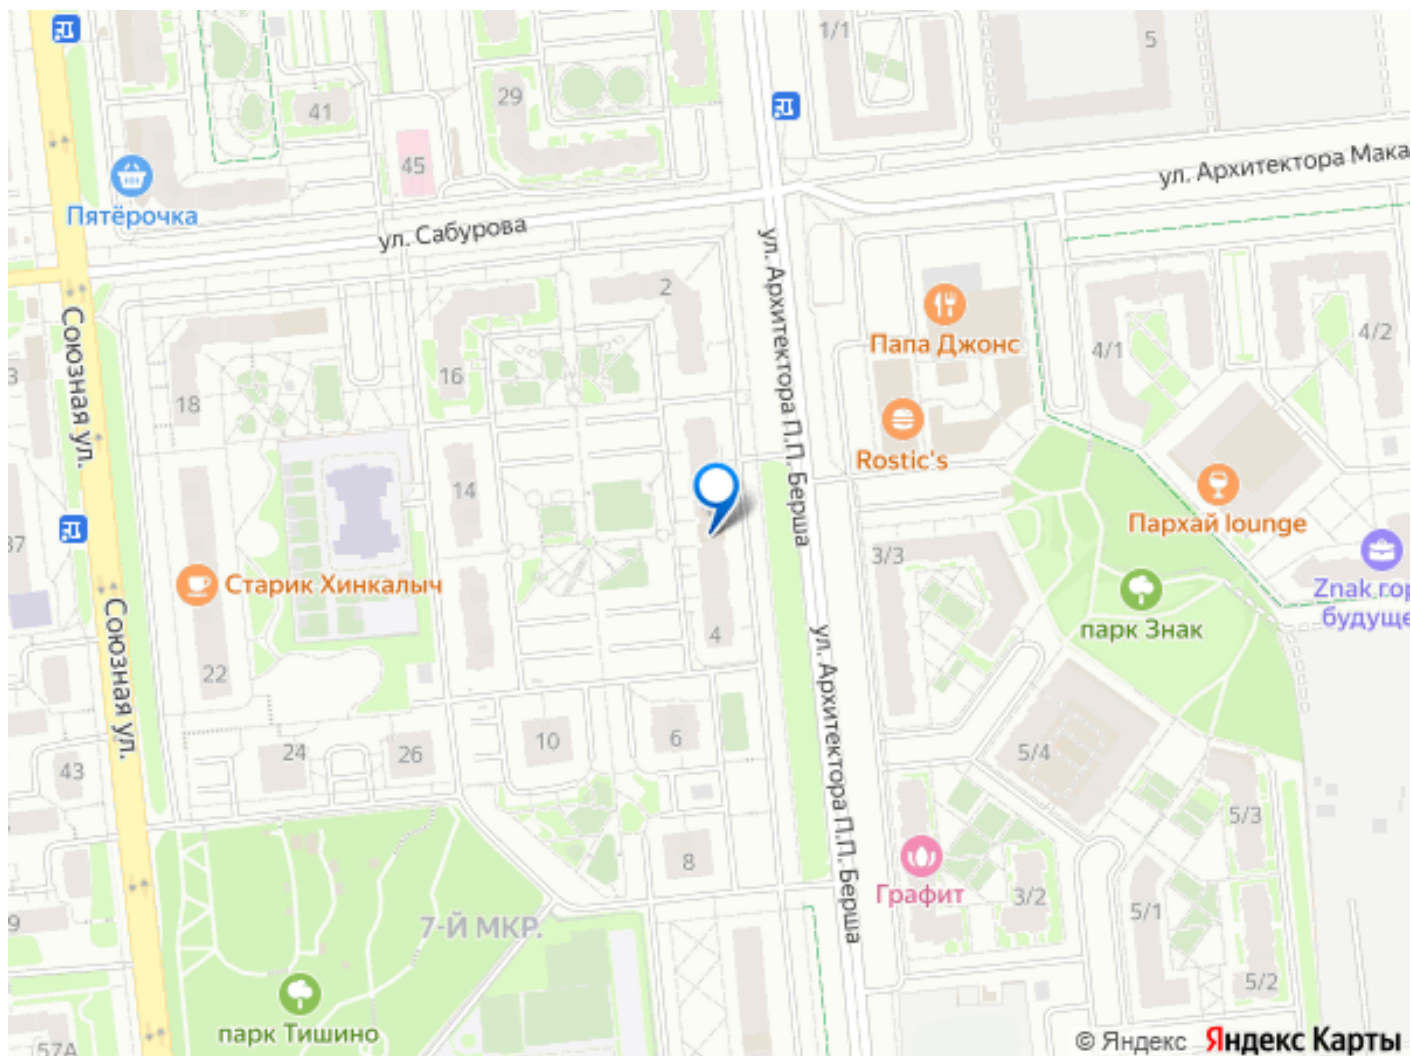 1/1
5
29
41
45
ул. Архитектора Мака
Пятёрочка
ул. Сабурова
2
ул. Архитектора П.П. Берша
Союзная ул.
Папа Джонс
4/2
4/1
3
16
18
Rostic's
14
Пархай lounge
37
3/3
Старик Хинкалыч
Znak гор
будуще
парк Знак
4
ул. Архитектора П.П. Берша
Союзная ул.
22
10
6
24
26
5/4
43
5/3
8
Графит
3/2
5/1
9
7-Й МКР.
5/2
парк Тишино
57А
© Яндекс Яндекс Карты